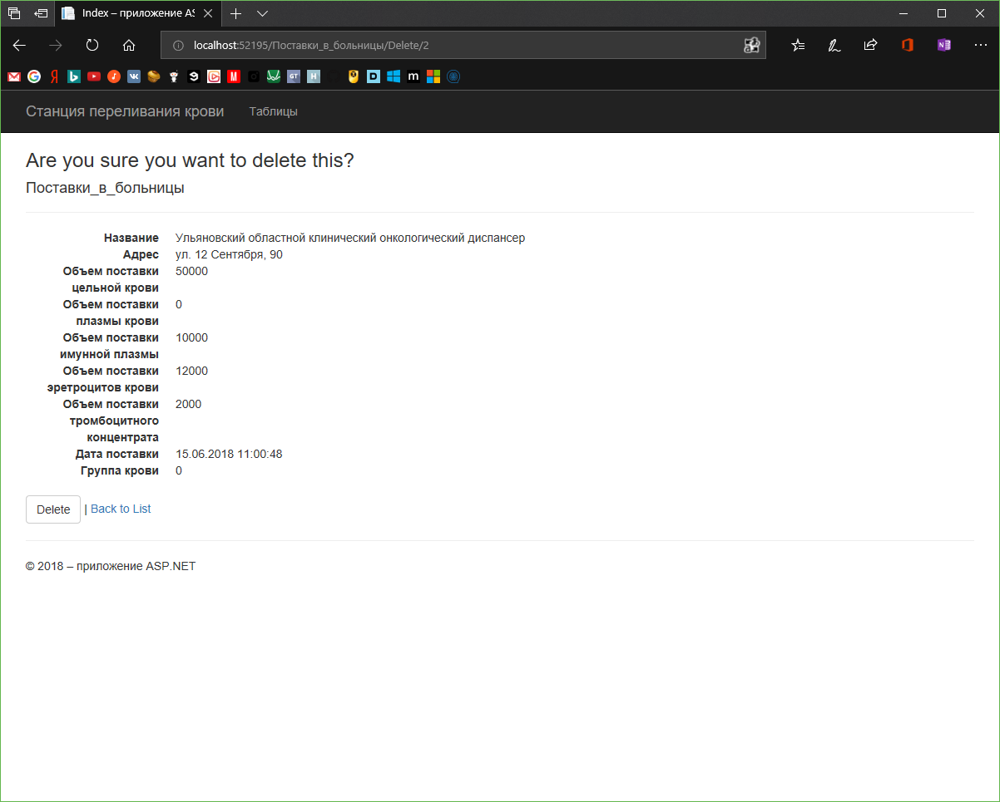 Index – приложение AS
localhost:52195/Поставки_в_больницы/Delete/2
Станция переливания крови Таблицы
Are you sure you want to delete this?
Поставки_в_больницы
Название Ульяновский областной клинический онкологический диспансер
Адрес ул. 12 Сентября, 90
Объем поставки 50000
цельной крови
Объем поставки 0
плазмы крови
Объем поставки 10000
имунной плазмы
Объем поставки 12000
эретроцитов крови
Объем поставки 2000
тромбоцитного
концентрата
Дата поставки 15.06.2018 11:00:48
Группа крови 0
Delete | Back to List
© 2018 – приложение ASP.NET